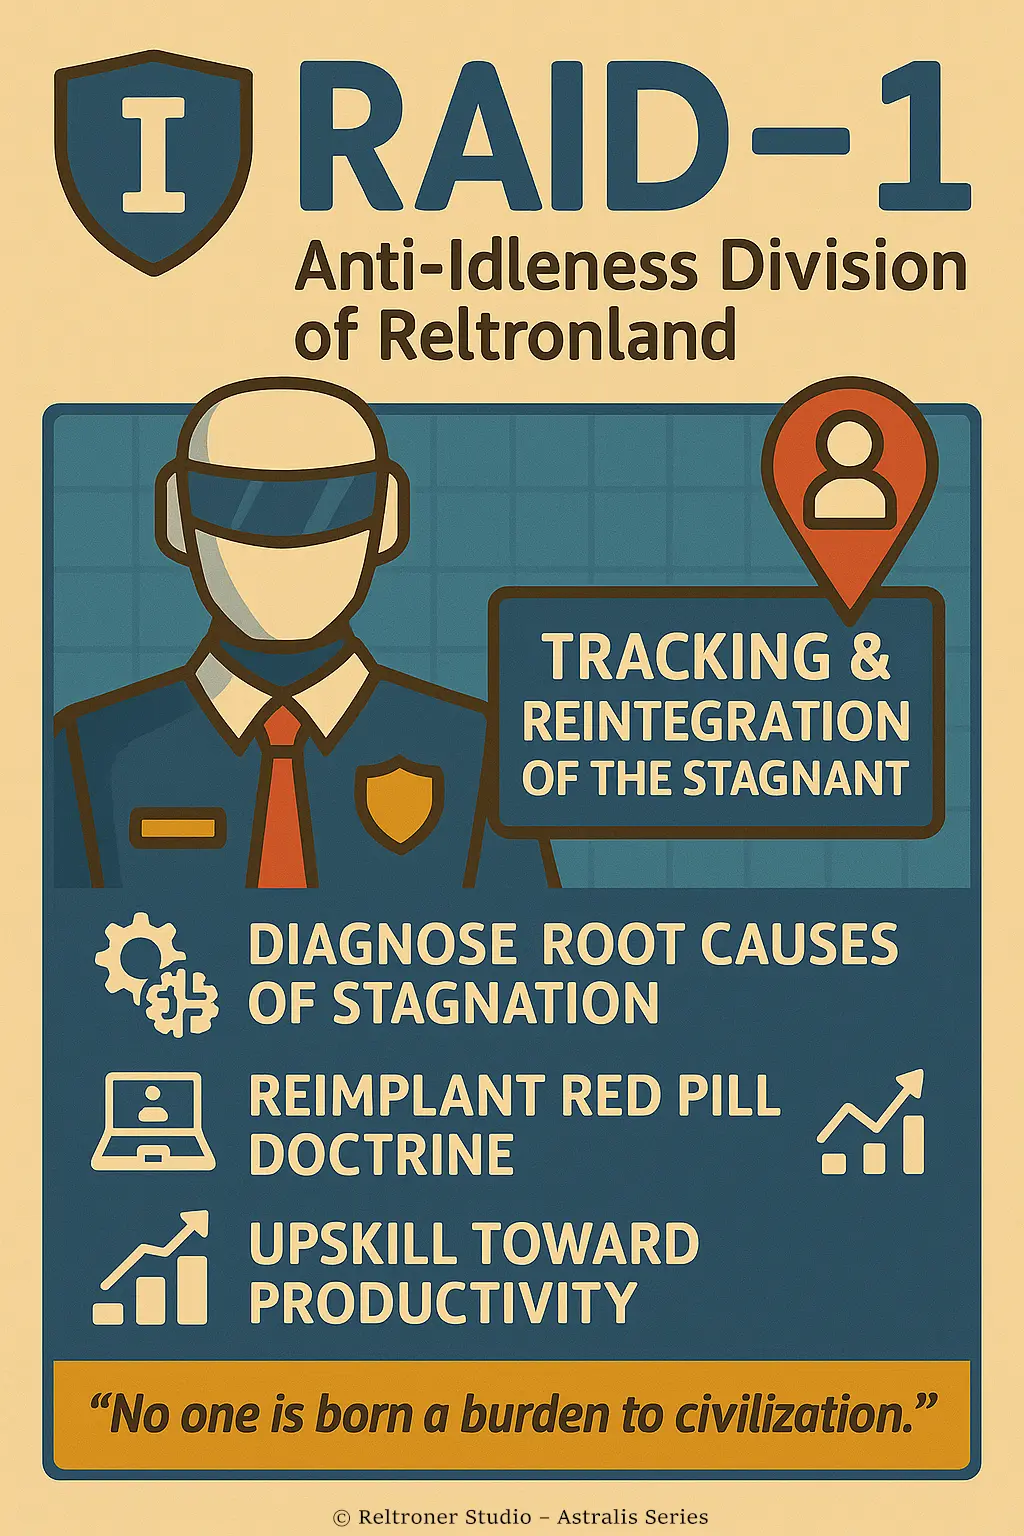 I
RAID-1
Anti-Idleness Division
of Reltronland
TRACKING &
REINTEGRATION
OF THE STAGNANT
DIAGNOSE ROOT CAUSES
OF STAGNATION
REIMPLANT RED PILL
DOCTRINE
UPSKILL TOWARD
PRODUCTIVITY
“No one is born a burden to civilization.”
© Reltroner Studio – Astralis Series